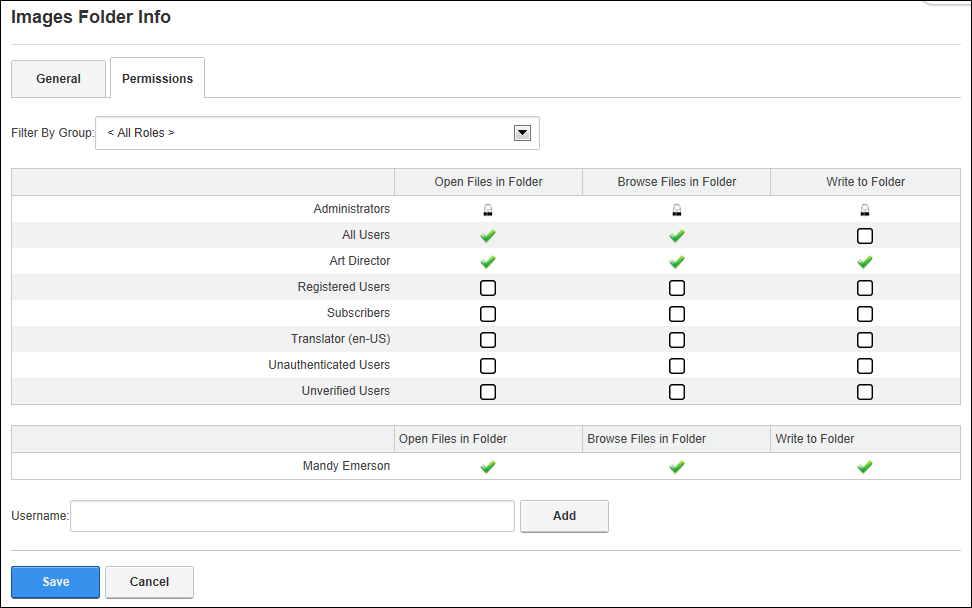 Images Folder Info
General Permissions
Filter By Group: < All Roles >
Open Files in Folder Browse Files in Folder Write to Folder
Administrators
All Users
Art Director
Registered Users
Subscribers
Translator (en-US)
Unauthenticated Users
Unverified Users
Open Files in Folder Browse Files in Folder Write to Folder
Mandy Emerson
Username: Add
Save Cancel